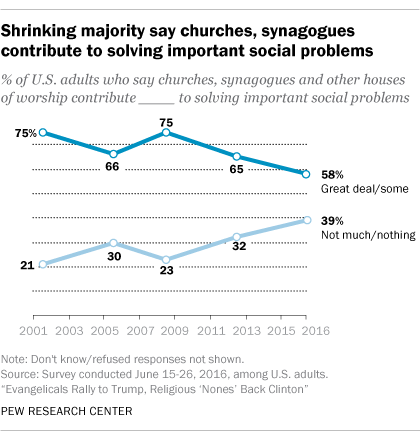 Shrinking majority say churches, synagogues
contribute to solving important social problems
% of U.S. adults who say churches, synagogues and other houses
of worship contribute _____ to solving important social problems
75%
66
75
65
58%
Great deal/some
39%
Not much/nothing
21
30
23
32
2001 2003 2005 2007 2009 2011 2013 2015 2016
Note: Don't know/refused responses not shown.
Source: Survey conducted June 15-26, 2016, among U.S. adults.
“Evangelicals Rally to Trump, Religious ‘Nones’ Back Clinton”
PEW RESEARCH CENTER